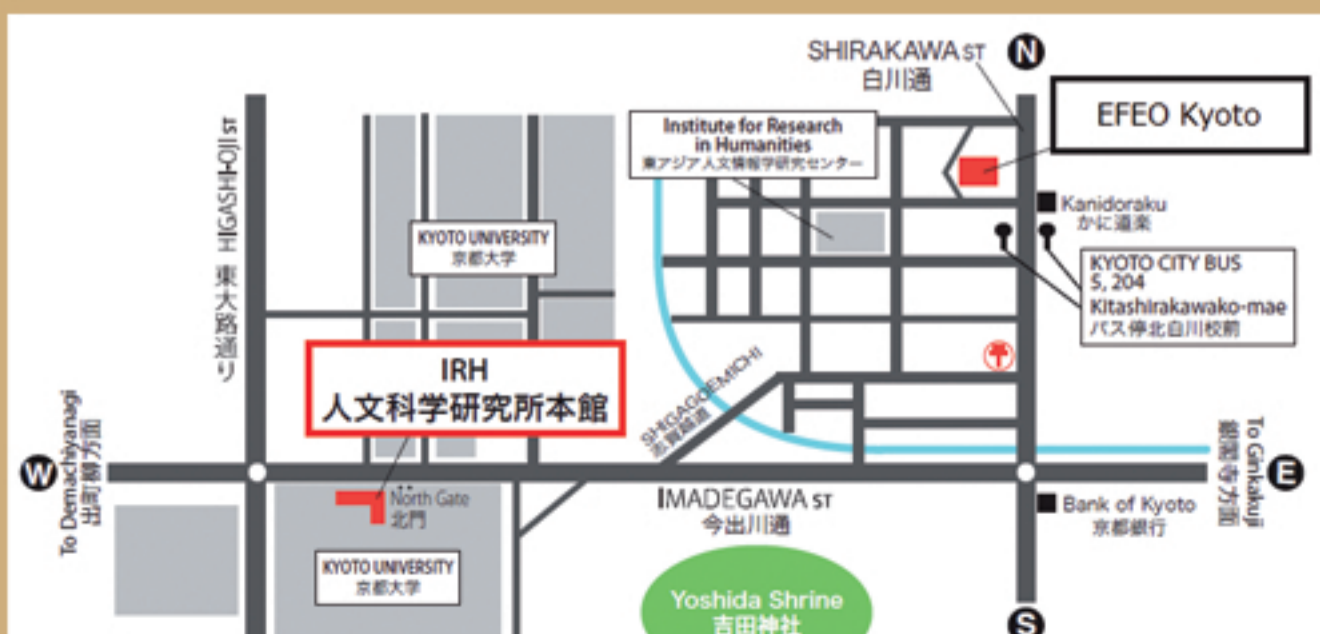 SHIRAKAWA ST
白川通
N
EFEO Kyoto
Institute for Research
in Humanities
東アジア人文情報学研究センター
HIGASHI-OJI ST
東大路通り
KYOTO UNIVERSITY
京都大学
Kanidoraku
かに道楽
KYOTO CITY BUS
5, 204
Kitashirakawako-mae
バス停北白川校前
IRH
人文科学研究所本館
SHIGAGOEMICHI
志賀越道
W
To Demachiyanagi
出町柳方面
North Gate
北門
IMADEGAWA ST
今出川通
To Ginkakuji
銀閣寺方面
E
Bank of Kyoto
京都銀行
KYOTO UNIVERSITY
京都大学
Yoshida Shrine
吉田神社
S